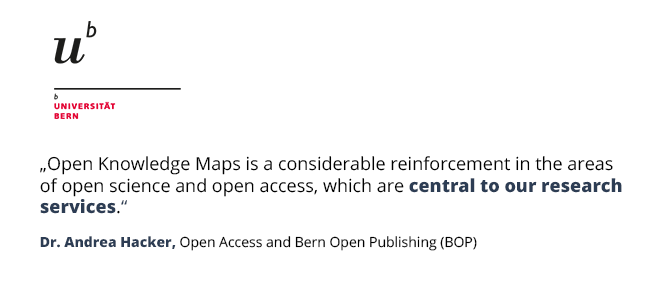 u
b
b
UNIVERSITÄT
BERN
„Open Knowledge Maps is a considerable reinforcement in the areas
of open science and open access, which are central to our research
services.“
Dr. Andrea Hacker, Open Access and Bern Open Publishing (BOP)